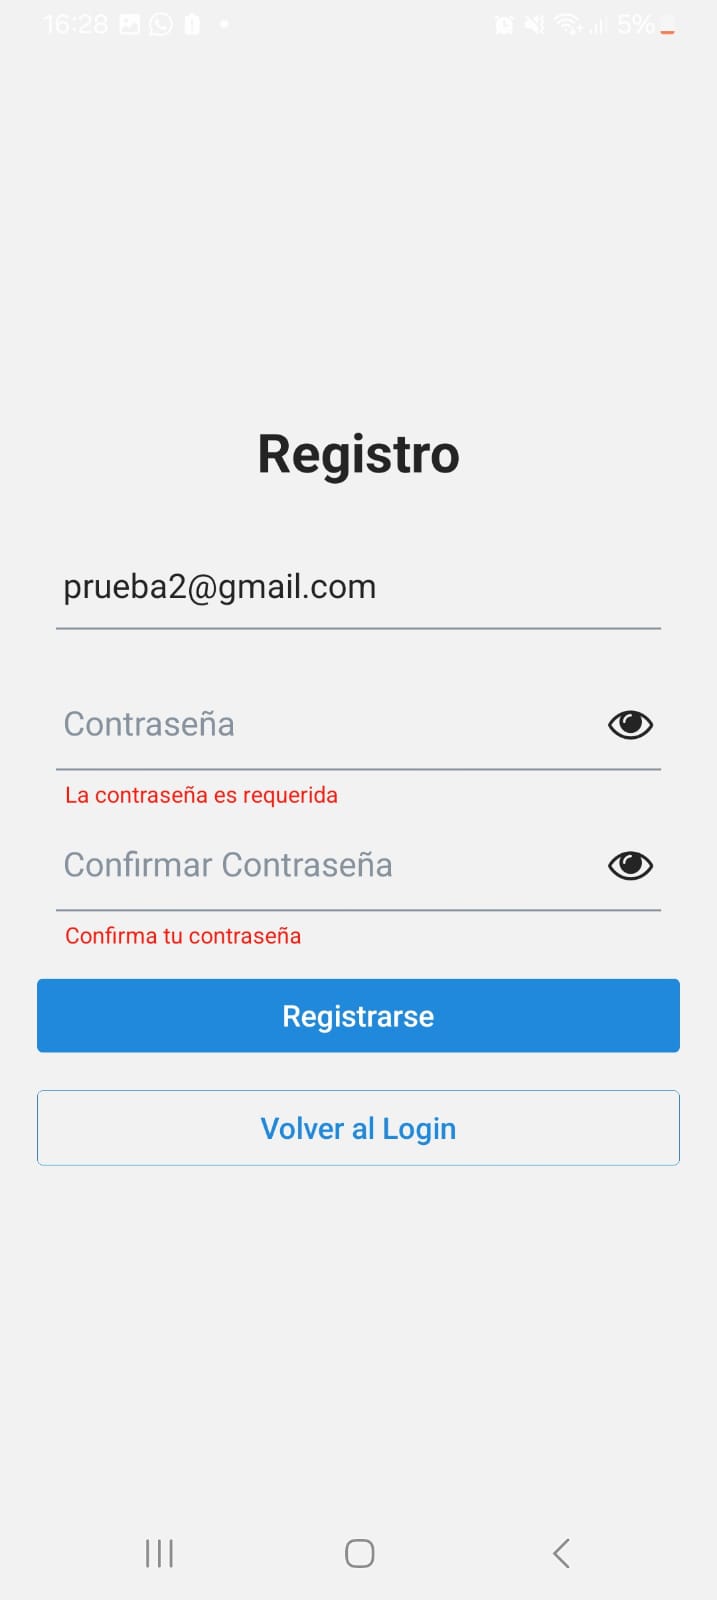 16:28 5%
Registro
prueba2@gmail.com
Contraseña
La contraseña es requerida
Confirmar Contraseña
Confirma tu contraseña
Registrarse
Volver al Login